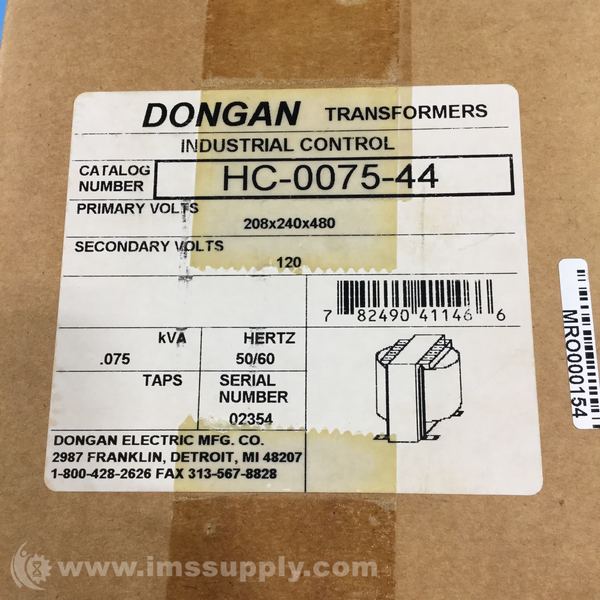 DONGAN TRANSFORMERS
INDUSTRIAL CONTROL
CATALOG NUMBER HC-0075-44
PRIMARY VOLTS
208x240x480
SECONDARY VOLTS
120
7 82490 41146 6
kVA HERTZ
.075 50/60
TAPS SERIAL NUMBER
02354
DONGAN ELECTRIC MFG. CO.
2987 FRANKLIN, DETROIT, MI 48207
1-800-428-2626 FAX 313-567-8828
MRO000154
www.imssupply.com